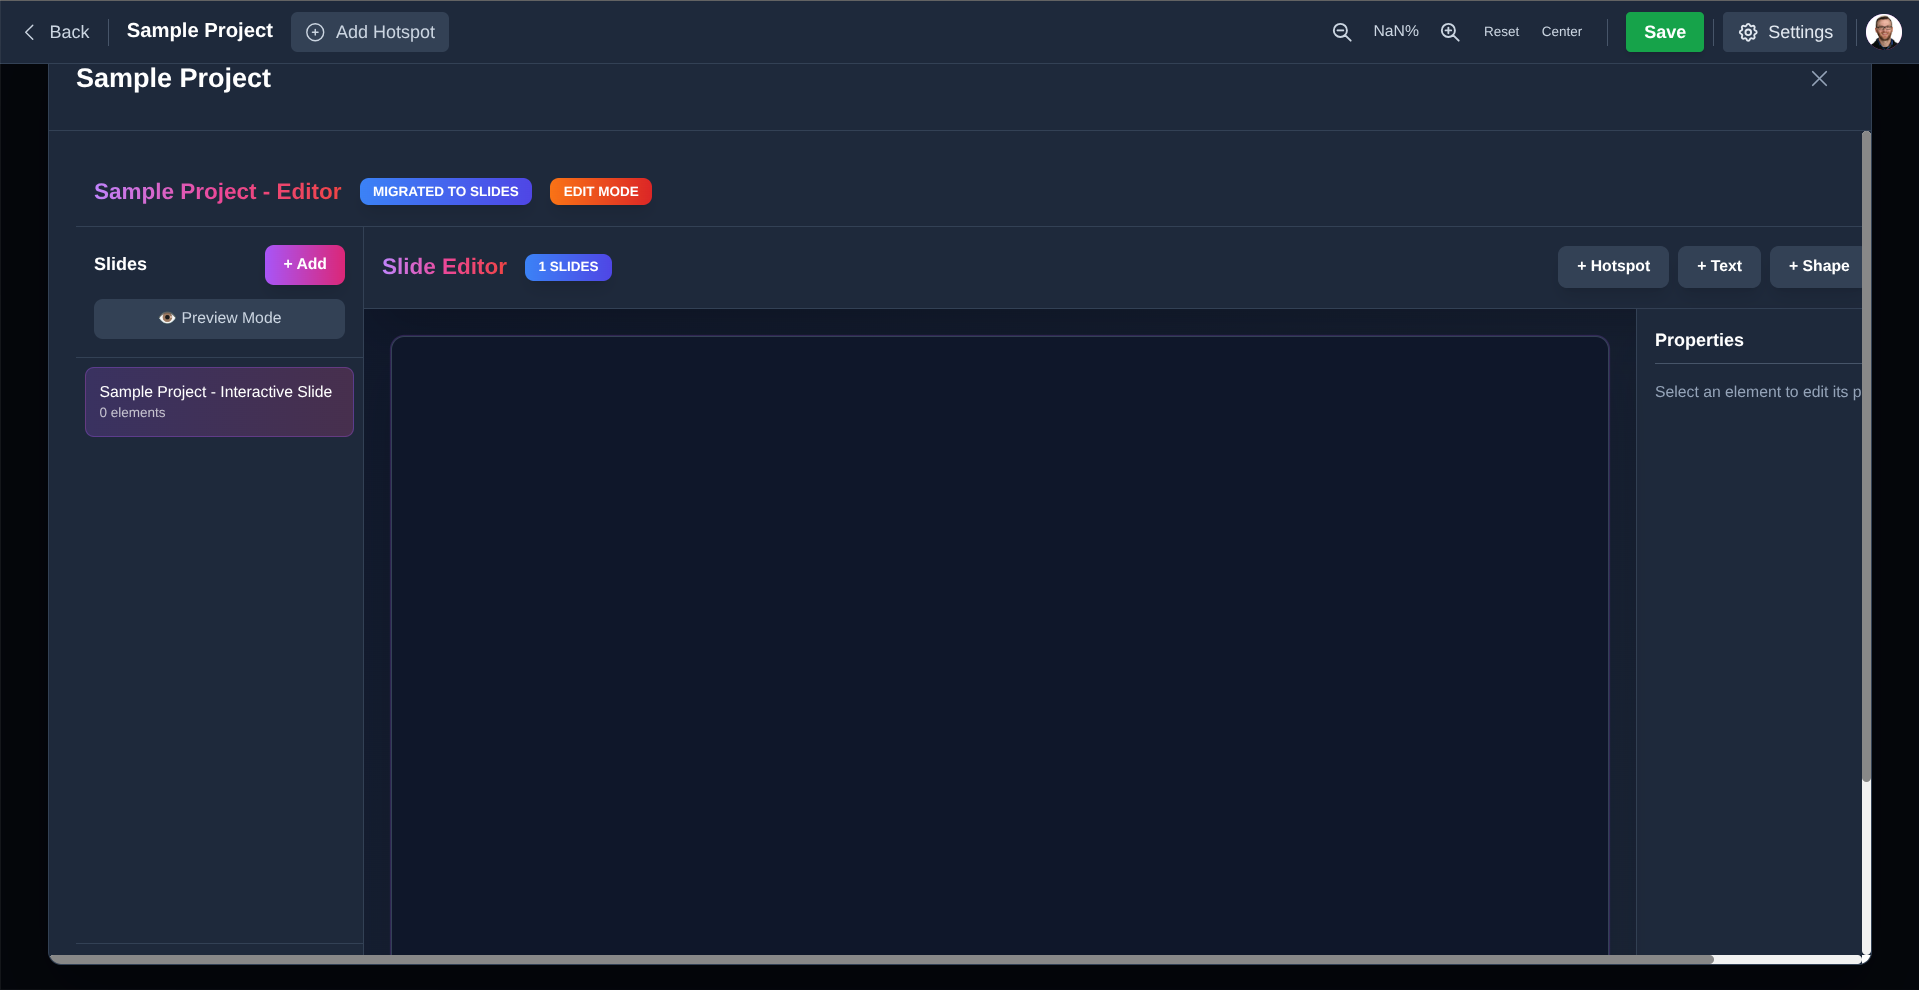 Back
Sample Project
Add Hotspot
NaN%
Reset
Center
Save
Settings
Sample Project
Sample Project - Editor
MIGRATED TO SLIDES
EDIT MODE
Slides
+ Add
Preview Mode
Sample Project - Interactive Slide
0 elements
Slide Editor
1 SLIDES
+ Hotspot
+ Text
+ Shape
Properties
Select an element to edit its p